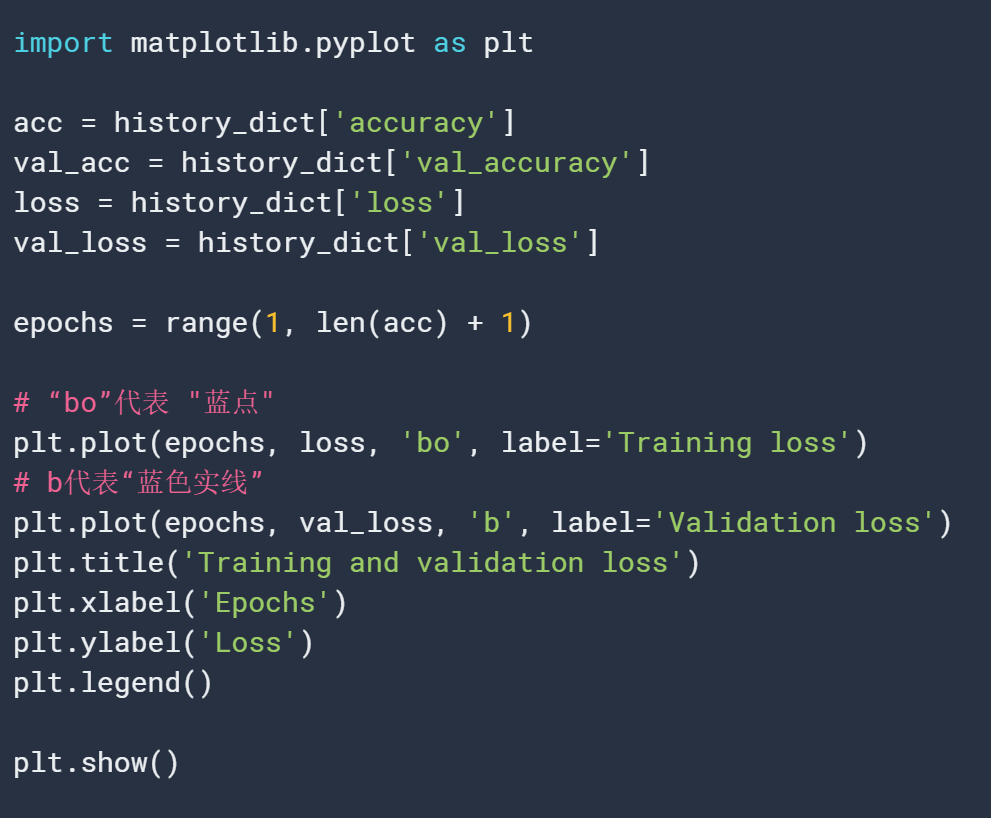 import matplotlib.pyplot as plt
acc = history_dict['accuracy']
val_acc = history_dict['val_accuracy']
loss = history_dict['loss']
val_loss = history_dict['val_loss']
epochs = range(1, len(acc) + 1)
# “bo”代表 "蓝点"
plt.plot(epochs, loss, 'bo', label='Training loss')
# b代表“蓝色实线”
plt.plot(epochs, val_loss, 'b', label='Validation loss')
plt.title('Training and validation loss')
plt.xlabel('Epochs')
plt.ylabel('Loss')
plt.legend()
plt.show()